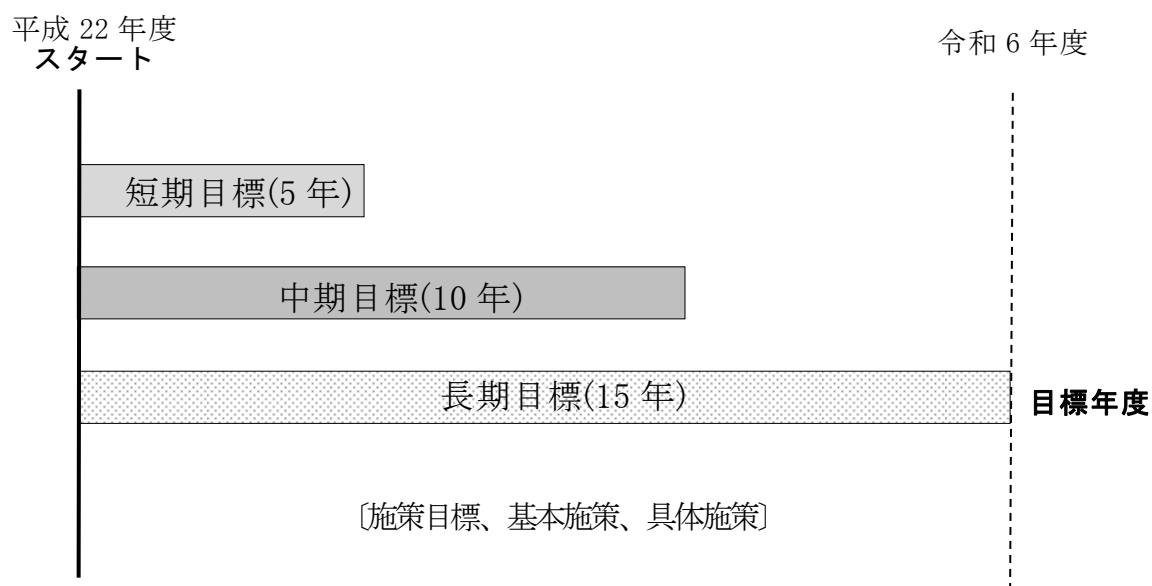 平成 22 年度
スタート
令和 6 年度
短期目標(5 年)
中期目標(10 年)
長期目標(15 年)
目標年度
〔施策目標、基本施策、具体施策〕